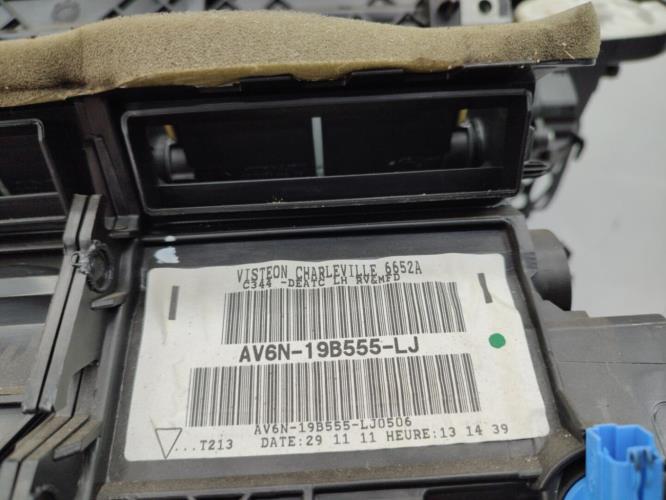 VISTEON CHARLEVILLE 6652A
C344 -DEATC LH RVEMFD
AV6N-19B555-LJ
AV6N-19B555-LJ0506
...T213 DATE:29 11 11 HEURE:13 14 39